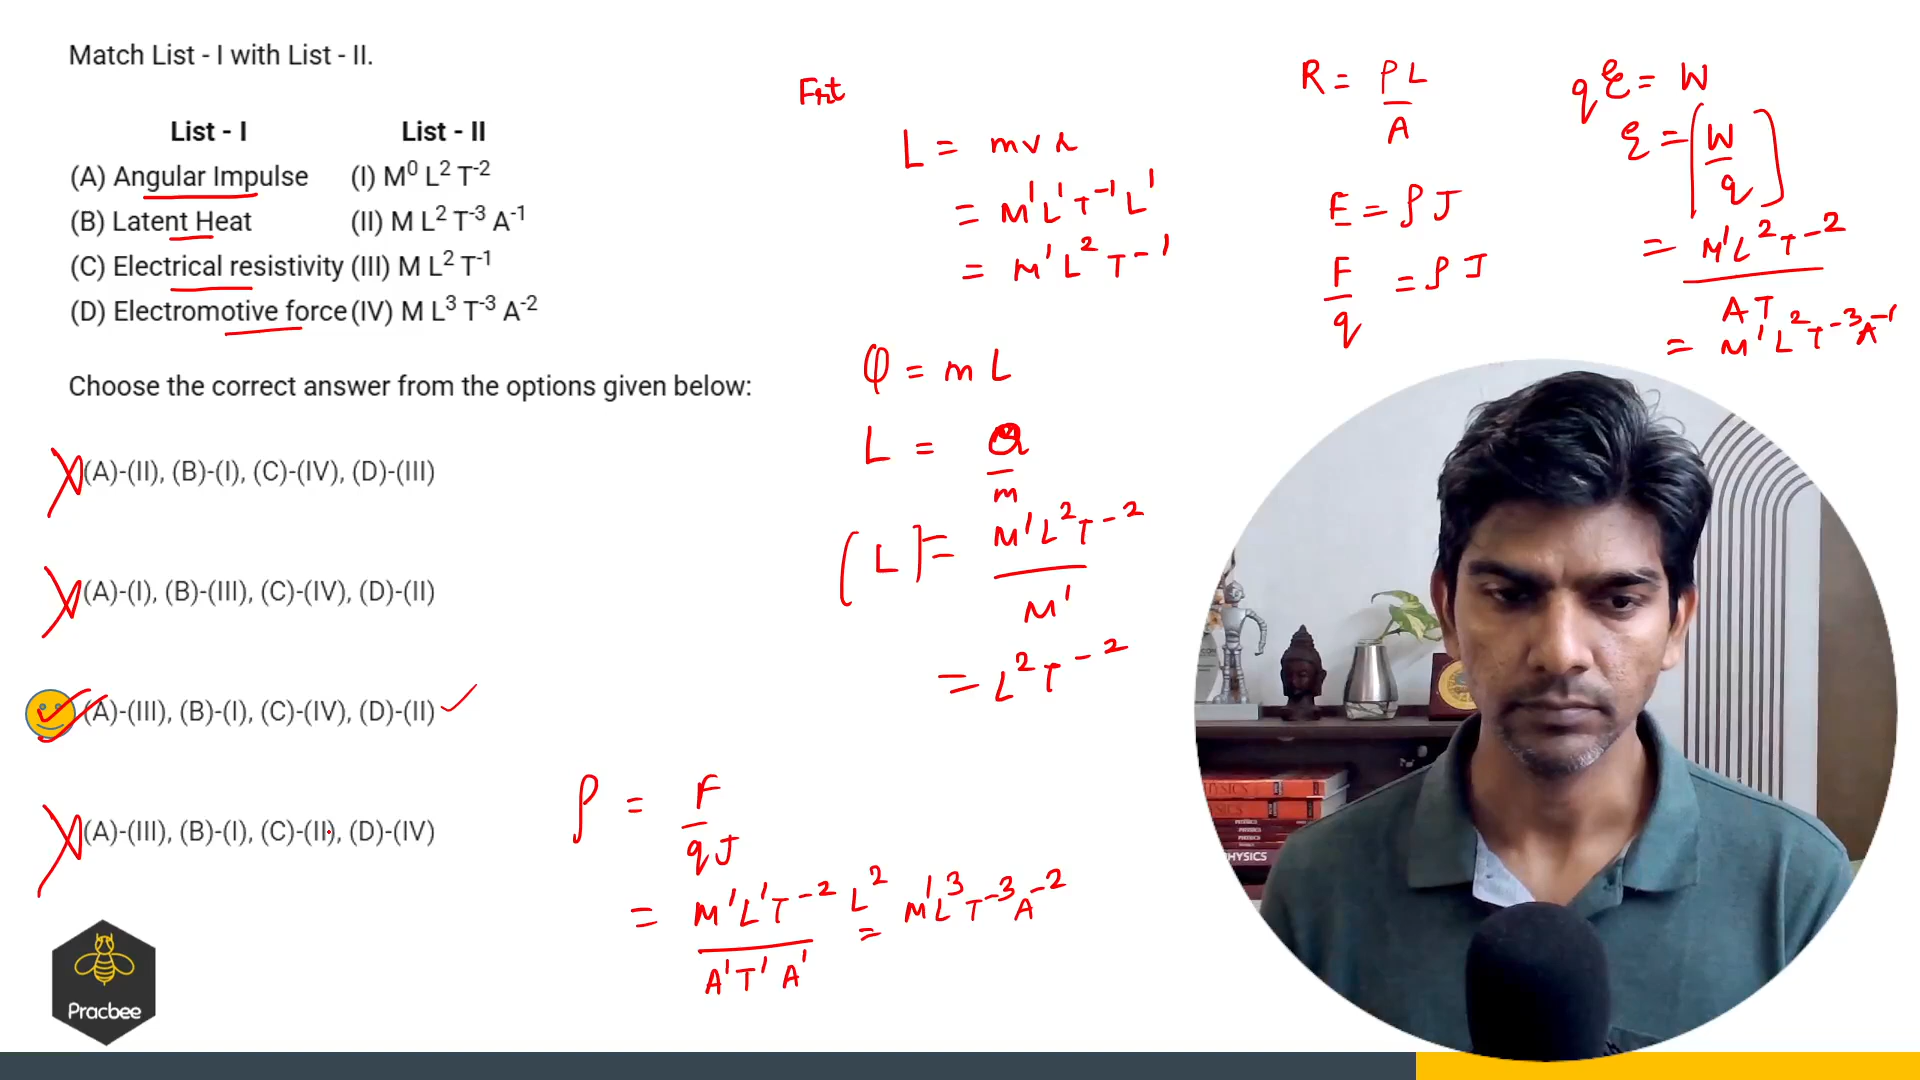 Match List - I with List - II.
List - I List - II
(A) Angular Impulse (I) M⁰ L² T⁻²
(B) Latent Heat (II) M L² T⁻³ A⁻¹
(C) Electrical resistivity (III) M L² T⁻¹
(D) Electromotive force (IV) M L³ T⁻³ A⁻²
Choose the correct answer from the options given below:
(A)-(II), (B)-(I), (C)-(IV), (D)-(III)
(A)-(I), (B)-(III), (C)-(IV), (D)-(II)
(A)-(III), (B)-(I), (C)-(IV), (D)-(II)
(A)-(III), (B)-(I), (C)-(II), (D)-(IV)
Pracbee
L = mvr
= M¹L¹T⁻¹L¹
= M¹L²T⁻¹
Q = mL
L = Q/m
[L] = M¹L²T⁻²
M¹
= L²T⁻²
ρ = F
qJ
= M¹L¹T⁻² L² = M¹L³T⁻³A⁻²
A¹T¹A¹
R = ρL
A
E = ρJ
F = ρJ
q
qℰ = W
ℰ = [W
q]
= M¹L²T⁻²
AT
= M¹L²T⁻³A⁻¹
PHYSICS